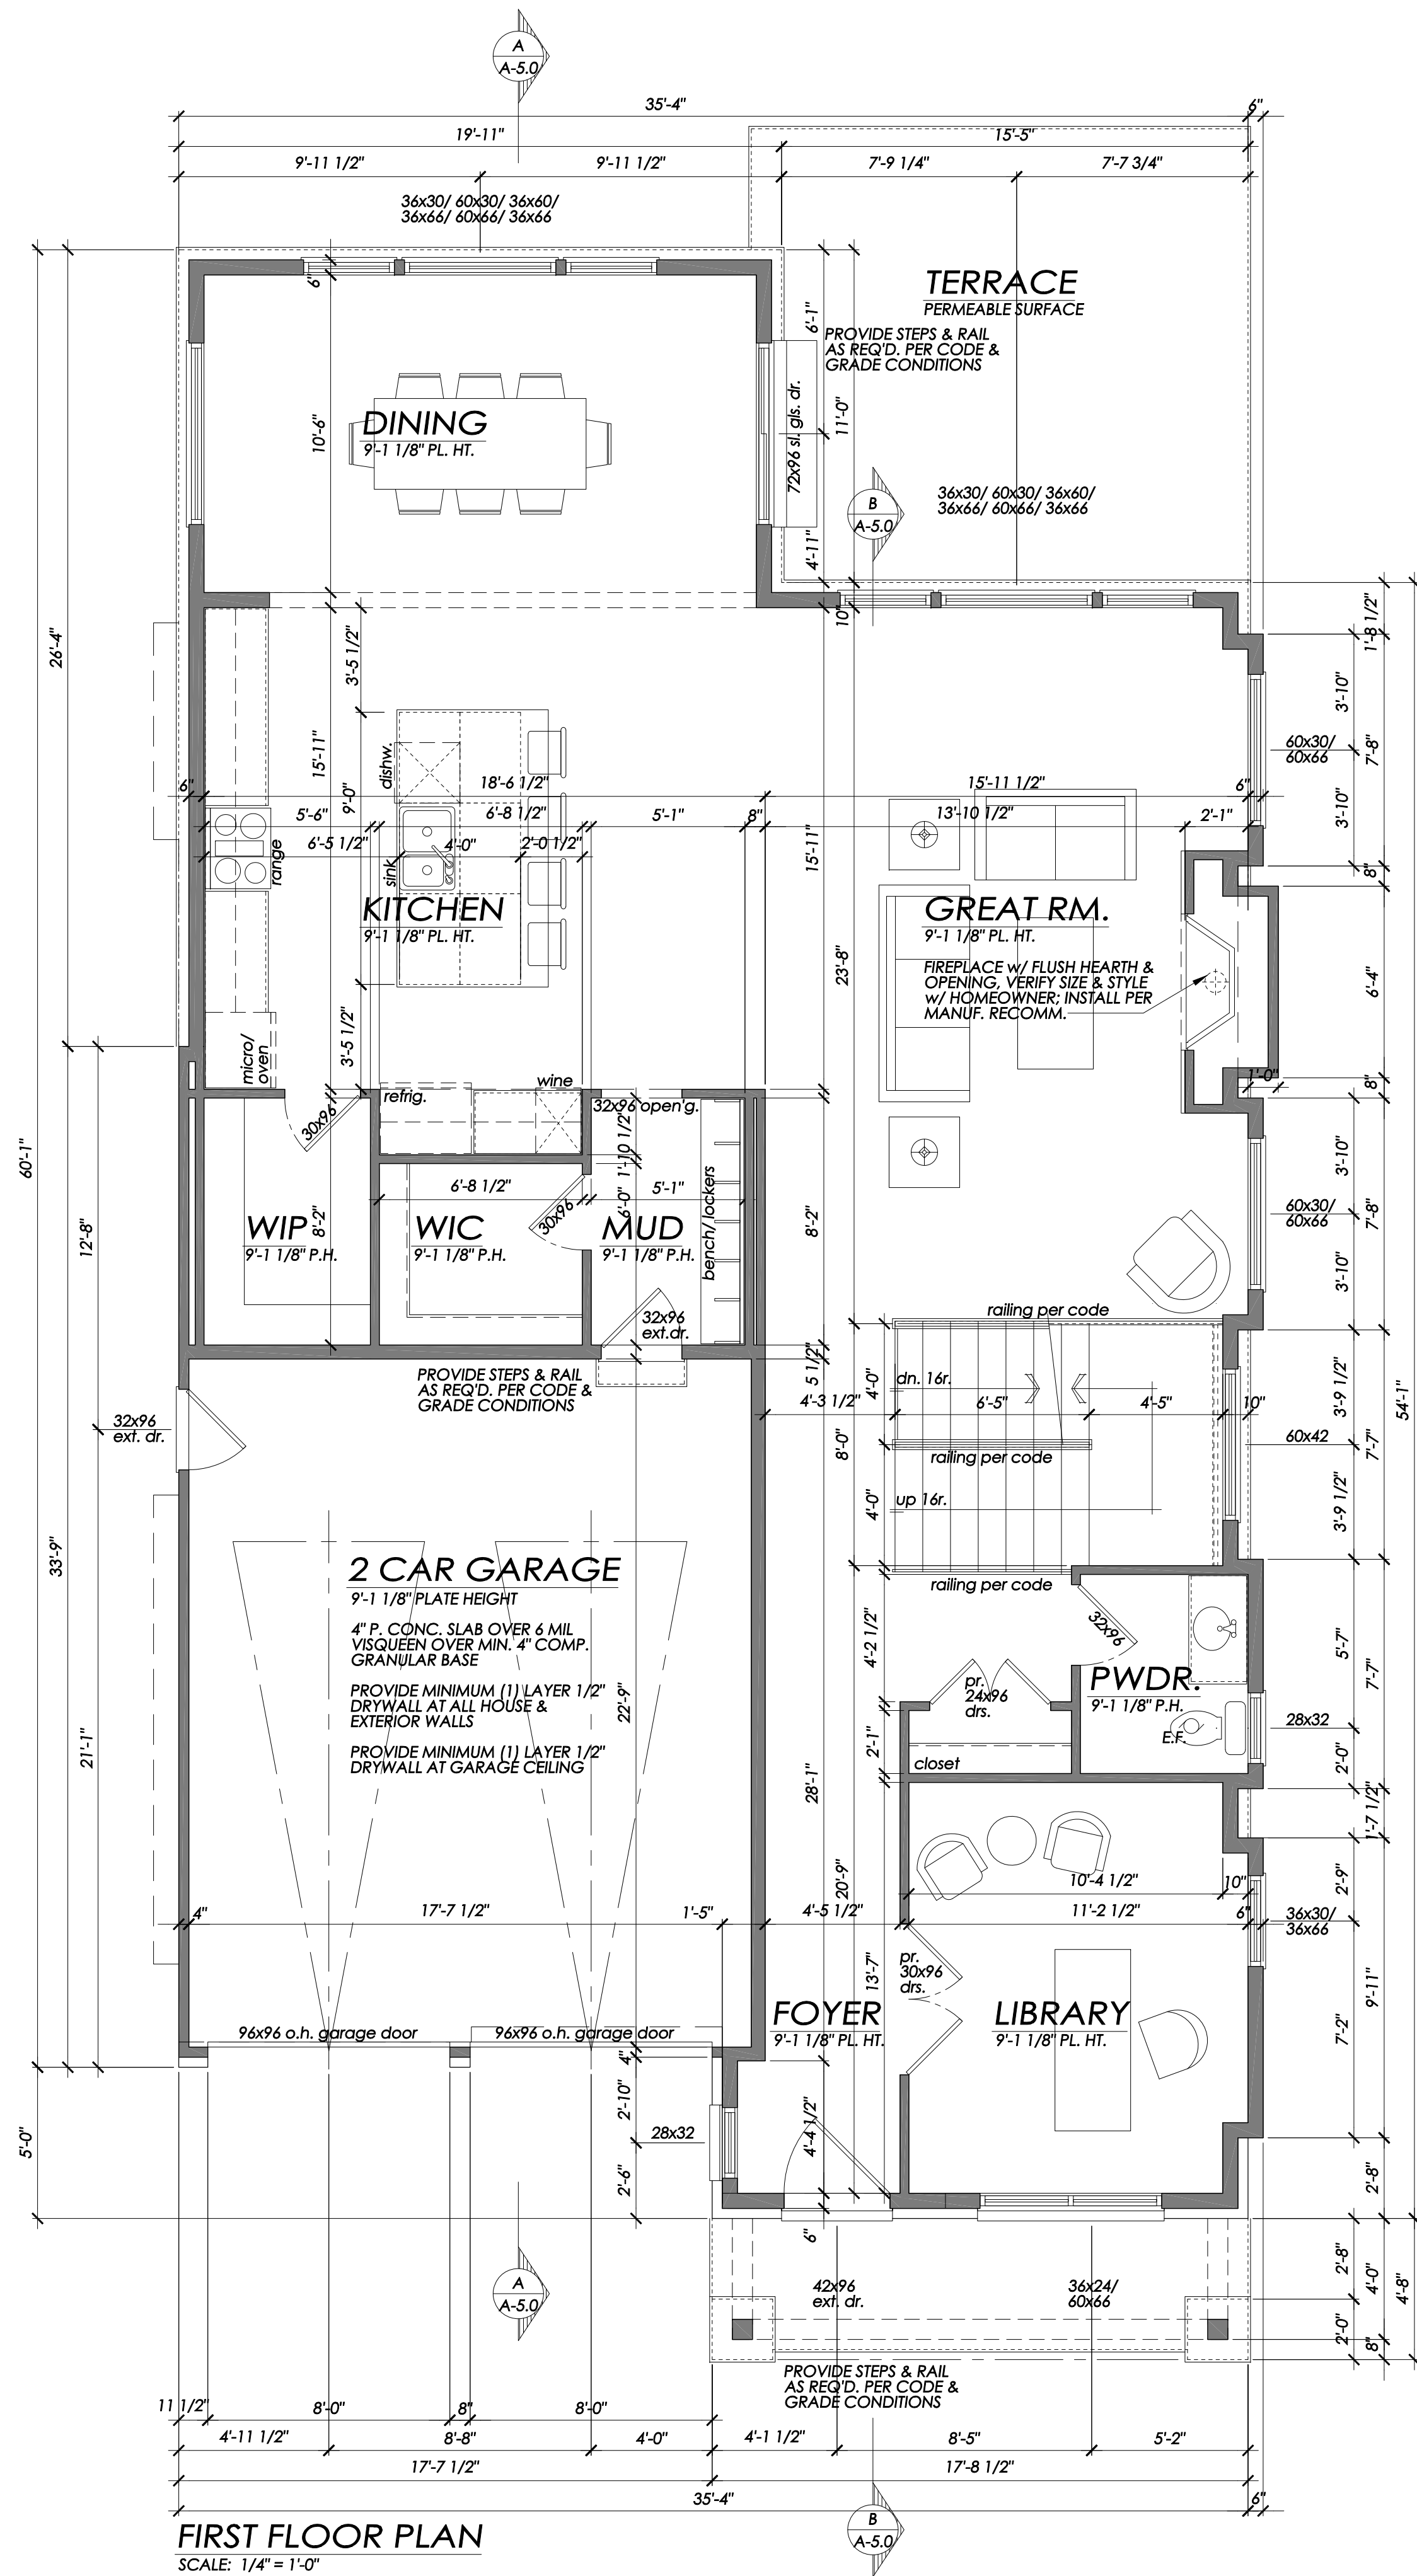 A
A-5.0
35'-4"
6"
19'-11"
15'-5"
9'-11 1/2"
9'-11 1/2"
7'-9 1/4"
7'-7 3/4"
36x30/ 60x30/ 36x60/
36x66/ 60x66/ 36x66
6"
TERRACE
PERMEABLE SURFACE
6'-1"
PROVIDE STEPS & RAIL
AS REQ'D. PER CODE &
GRADE CONDITIONS
DINING
9'-1 1/8" PL. HT.
10'-6"
72x96 sl. gls. dr.
11'-0"
36x30/ 60x30/ 36x60/
36x66/ 60x66/ 36x66
B
A-5.0
4'-11"
10"
1'-8 1/2"
26'-4"
3'-5 1/2"
3'-10"
60x30/
60x66
7'-8"
3'-10"
15'-11"
9'-0"
dishw.
6"
18'-6 1/2"
15'-11 1/2"
6"
5'-6"
6'-8 1/2"
5'-1"
8"
13'-10 1/2"
2'-1"
6'-5 1/2"
4'-0"
2'-0 1/2"
range
sink
15'-11"
8"
KITCHEN
9'-1 1/8" PL. HT.
GREAT RM.
9'-1 1/8" PL. HT.
FIREPLACE w/ FLUSH HEARTH &
OPENING, VERIFY SIZE & STYLE
w/ HOMEOWNER; INSTALL PER
MANUF. RECOMM.
23'-8"
6'-4"
3'-5 1/2"
micro/
oven
1'-0"
8"
refrig.
wine
32x96 open'g.
30x96
1'-10 1/2"
60'-1"
12'-8"
6'-8 1/2"
5'-1"
6'-0"
8'-2"
WIP
9'-1 1/8" P.H.
WIC
9'-1 1/8" P.H.
30x96
MUD
9'-1 1/8" P.H.
bench/ lockers
8'-2"
3'-10"
60x30/
60x66
7'-8"
3'-10"
32x96
ext.dr.
railing per code
PROVIDE STEPS & RAIL
AS REQ'D. PER CODE &
GRADE CONDITIONS
5 1/2"
4'-0"
dn. 16r.
4'-3 1/2"
6'-5"
4'-5"
10"
3'-9 1/2"
54'-1"
32x96
ext. dr.
8'-0"
railing per code
60x42
7'-7"
4'-0"
up 16r.
3'-9 1/2"
33'-9"
2 CAR GARAGE
9'-1 1/8" PLATE HEIGHT
4" P. CONC. SLAB OVER 6 MIL
VISQUEEN OVER MIN. 4" COMP.
GRANULAR BASE
PROVIDE MINIMUM (1) LAYER 1/2"
DRYWALL AT ALL HOUSE &
EXTERIOR WALLS
PROVIDE MINIMUM (1) LAYER 1/2"
DRYWALL AT GARAGE CEILING
22'-9"
21'-1"
railing per code
4'-2 1/2"
32x96
5'-7"
7'-7"
pr.
24x96
drs.
PWDR.
9'-1 1/8" P.H.
E.F.
28x32
2'-1"
closet
2'-0"
28'-1"
1'-7 1/2"
20'-9"
10'-4 1/2"
10"
2'-9"
4"
17'-7 1/2"
1'-5"
4'-5 1/2"
11'-2 1/2"
6"
36x30/
36x66
13'-7"
pr.
30x96
drs.
9'-11"
7'-2"
FOYER
9'-1 1/8" PL. HT.
LIBRARY
9'-1 1/8" PL. HT.
96x96 o.h. garage door
96x96 o.h. garage door
4"
2'-10"
28x32
4'-4 1/2"
5'-0"
2'-6"
2'-8"
6"
A
A-5.0
42x96
ext. dr.
36x24/
60x66
2'-8"
4'-0"
4'-8"
2'-0"
8"
PROVIDE STEPS & RAIL
AS REQ'D. PER CODE &
GRADE CONDITIONS
11 1/2"
8'-0"
8"
8'-0"
4'-11 1/2"
8'-8"
4'-0"
4'-1 1/2"
8'-5"
5'-2"
17'-7 1/2"
17'-8 1/2"
35'-4"
6"
B
A-5.0
FIRST FLOOR PLAN
SCALE: 1/4" = 1'-0"